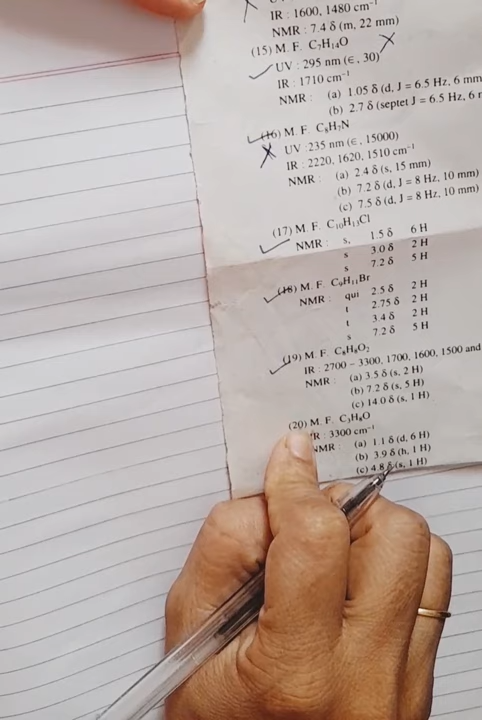 IR : 1600, 1480 cm⁻¹
NMR : 7.4 δ (m, 22 mm)
(15) M. F. C₇H₁₄O
UV : 295 nm (ϵ, 30)
IR : 1710 cm⁻¹
NMR : (a) 1.05 δ (d, J = 6.5 Hz, 6 mm
(b) 2.7 δ (septet J = 6.5 Hz, 6
(16) M. F. C₈H₇N
UV : 235 nm (ϵ, 15000)
IR : 2220, 1620, 1510 cm⁻¹
NMR : (a) 2.4 δ (s, 15 mm)
(b) 7.2 δ (d, J = 8 Hz, 10 mm)
(c) 7.5 δ (d, J = 8 Hz, 10 mm)
(17) M. F. C₁₀H₁₃Cl
NMR : s, 1.5 δ 6 H
s 3.0 δ 2 H
s 7.2 δ 5 H
(18) M. F. C₉H₁₁Br
NMR : qui 2.5 δ 2 H
t 2.75 δ 2 H
t 3.4 δ 2 H
s 7.2 δ 5 H
(19) M. F. C₈H₈O₂
IR : 2700 – 3300, 1700, 1600, 1500 and
NMR : (a) 3.5 δ (s, 2 H)
(b) 7.2 δ (s, 5 H)
(c) 14.0 δ (s, 1 H)
(20) M. F. C₃H₈O
IR : 3300 cm⁻¹
NMR : (a) 1.1 δ (d, 6 H)
(b) 3.9 δ (h, 1 H)
(c) 4.8 δ (s, 1 H)